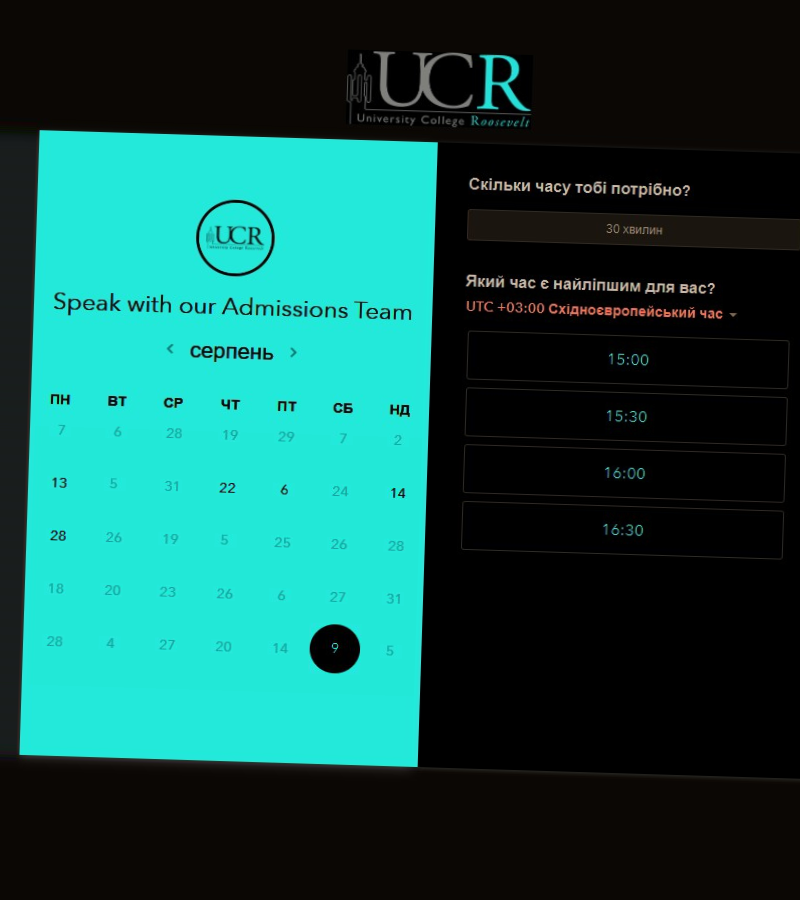 UCR
University College Roosevelt
UCR
Speak with our Admissions Team
серпень
ПН ВТ СР ЧТ ПТ СБ НД
7 6 28 19 29 7 2
13 5 31 22 6 24 14
28 26 19 5 25 26 28
18 20 23 26 6 27 31
28 4 27 20 14 9 5
Скільки часу тобі потрібно?
30 хвилин
Який час є найліпшим для вас?
UTC +03:00 Східноєвропейський час
15:00
15:30
16:00
16:30